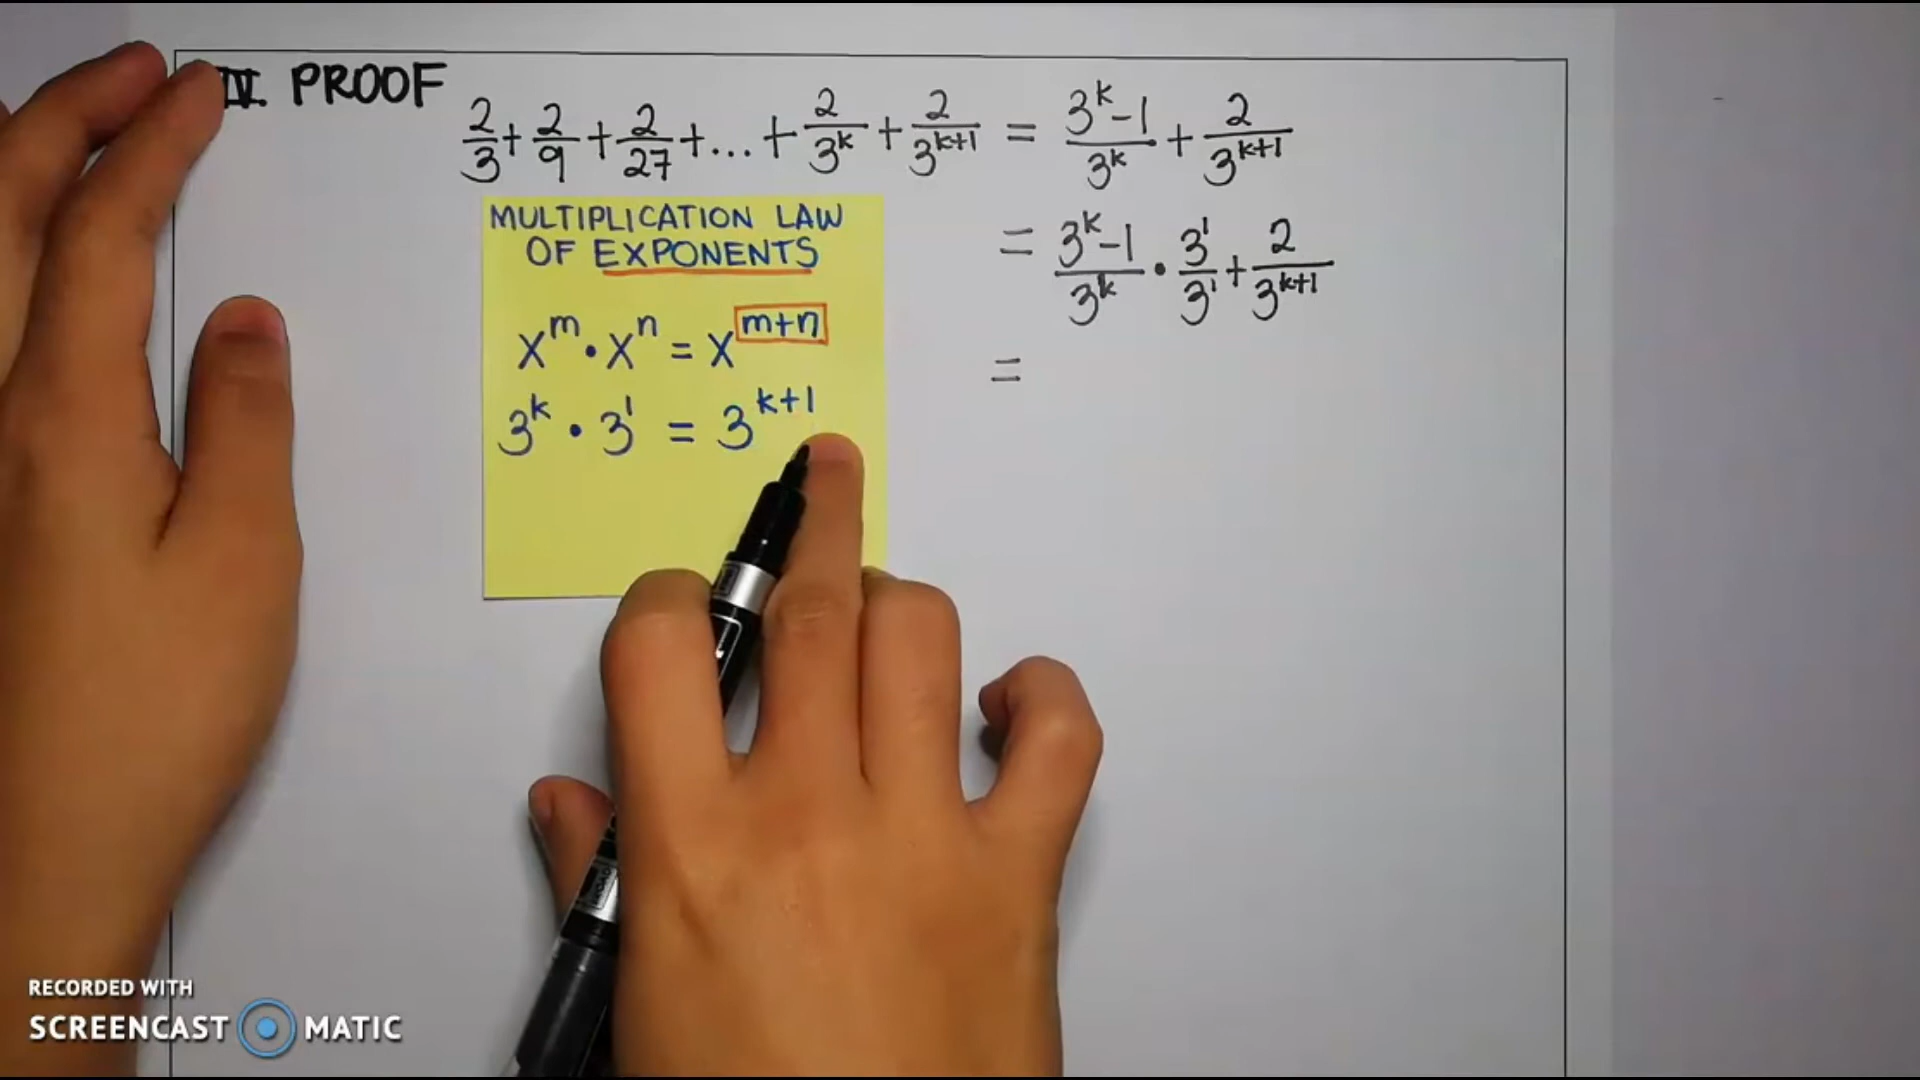 IV. PROOF
2/3 + 2/9 + 2/27 + ... + 2/3^k + 2/3^(k+1) = (3^k - 1)/3^k + 2/3^(k+1)
= (3^k - 1)/3^k • 3^1/3^1 + 2/3^(k+1)
=
MULTIPLICATION LAW
OF EXPONENTS
x^m • x^n = x^(m+n)
3^k • 3^1 = 3^(k+1)
RECORDED WITH
SCREENCAST MATIC